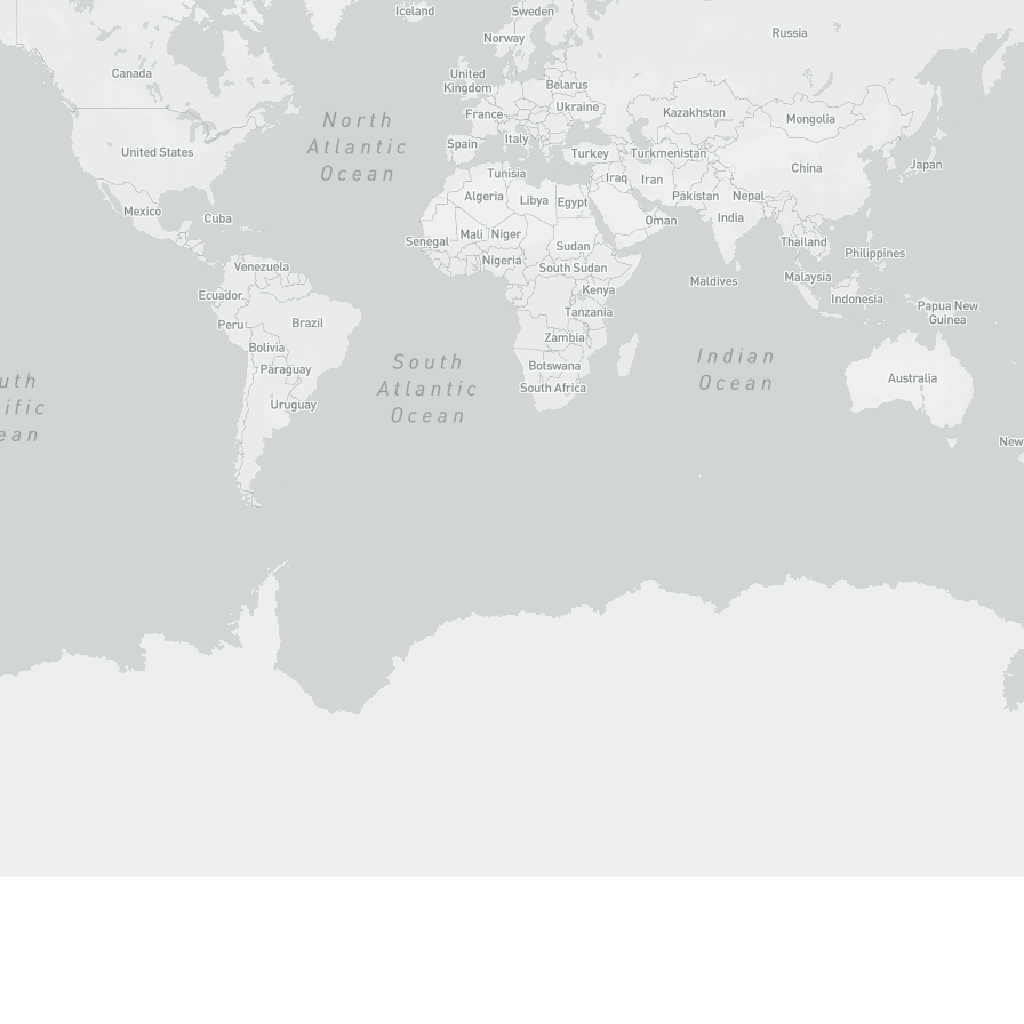 Iceland
Sweden
Norway
Russia
Canada
United
Kingdom
Belarus
Ukraine
France
Kazakhstan
Mongolia
North
Atlantic
Ocean
United States
Spain
Italy
Turkey
Turkmenistan
China
Japan
Tunisia
Iraq
Iran
Algeria
Libya
Egypt
Pakistan
Nepal
Mexico
Cuba
Oman
India
Senegal
Mali
Niger
Sudan
Thailand
Philippines
Venezuela
Nigeria
South Sudan
Maldives
Malaysia
Ecuador
Kenya
Indonesia
Tanzania
Papua New
Guinea
Peru
Brazil
Zambia
Bolivia
Paraguay
South
Atlantic
Ocean
Botswana
South Africa
Indian
Ocean
Australia
uth
ific
ean
Uruguay
New